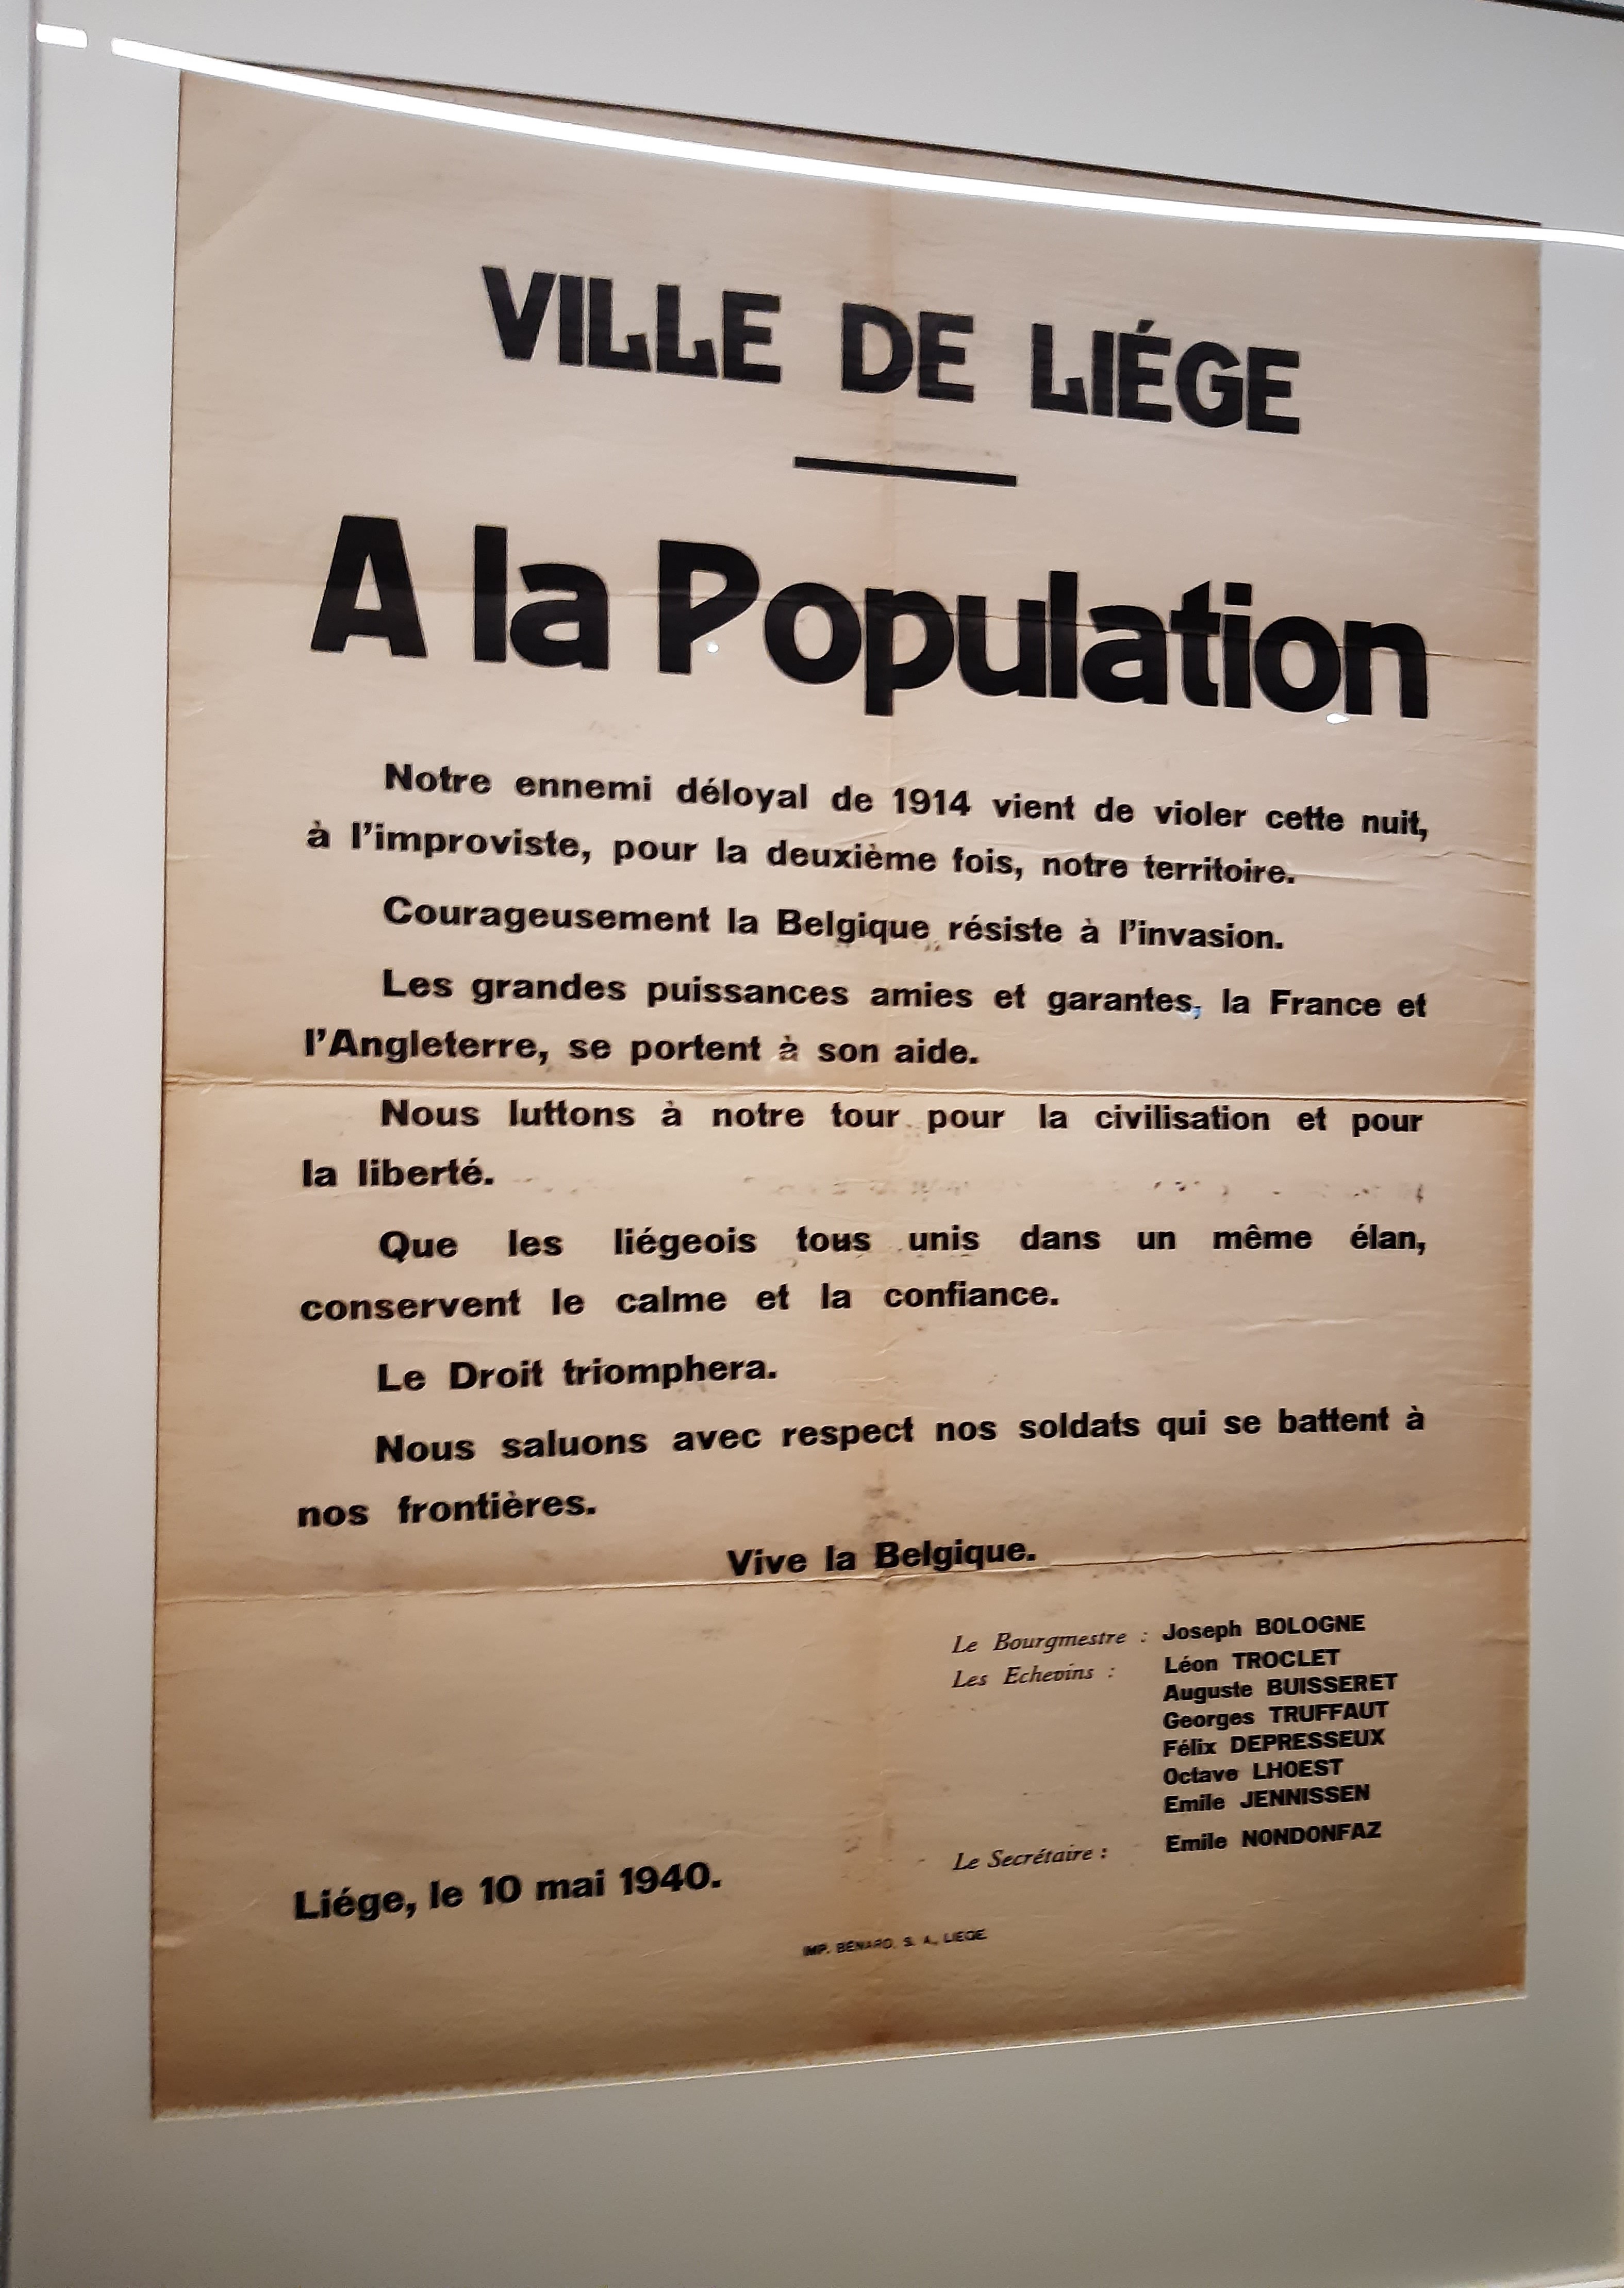 VILLE DE LIÉGE
A la Population
Notre ennemi déloyal de 1914 vient de violer cette nuit,
à l'improviste, pour la deuxième fois, notre territoire.
Courageusement la Belgique résiste à l'invasion.
Les grandes puissances amies et garantes, la France et
l'Angleterre, se portent à son aide.
Nous luttons à notre tour pour la civilisation et pour
la liberté.
Que les liégeois tous unis dans un même élan,
conservent le calme et la confiance.
Le Droit triomphera.
Nous saluons avec respect nos soldats qui se battent à
nos frontières.
Vive la Belgique.
Le Bourgmestre : Joseph BOLOGNE
Les Echevins : Léon TROCLET
Auguste BUISSERET
Georges TRUFFAUT
Félix DEPRESSEUX
Octave LHOEST
Emile JENNISSEN
Le Secrétaire : Emile NONDONFAZ
Liége, le 10 mai 1940.
IMP. BÉNARD, S. A., LIÉGE.